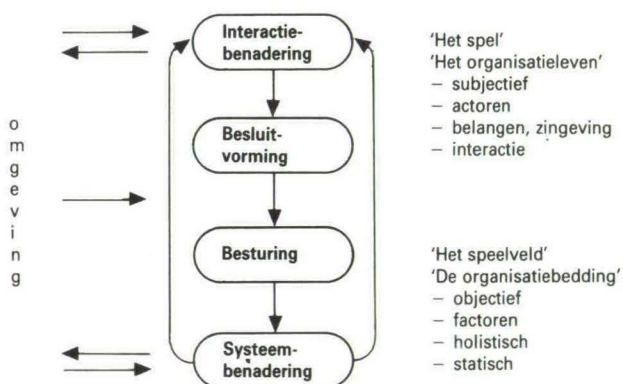 Interactie-
benadering
Besluit-
vorming
Besturing
Systeem-
benadering
omgeving
'Het spel'
'Het organisatieleven'
– subjectief
– actoren
– belangen, zingeving
– interactie
'Het speelveld'
'De organisatiebedding'
– objectief
– factoren
– holistisch
– statisch